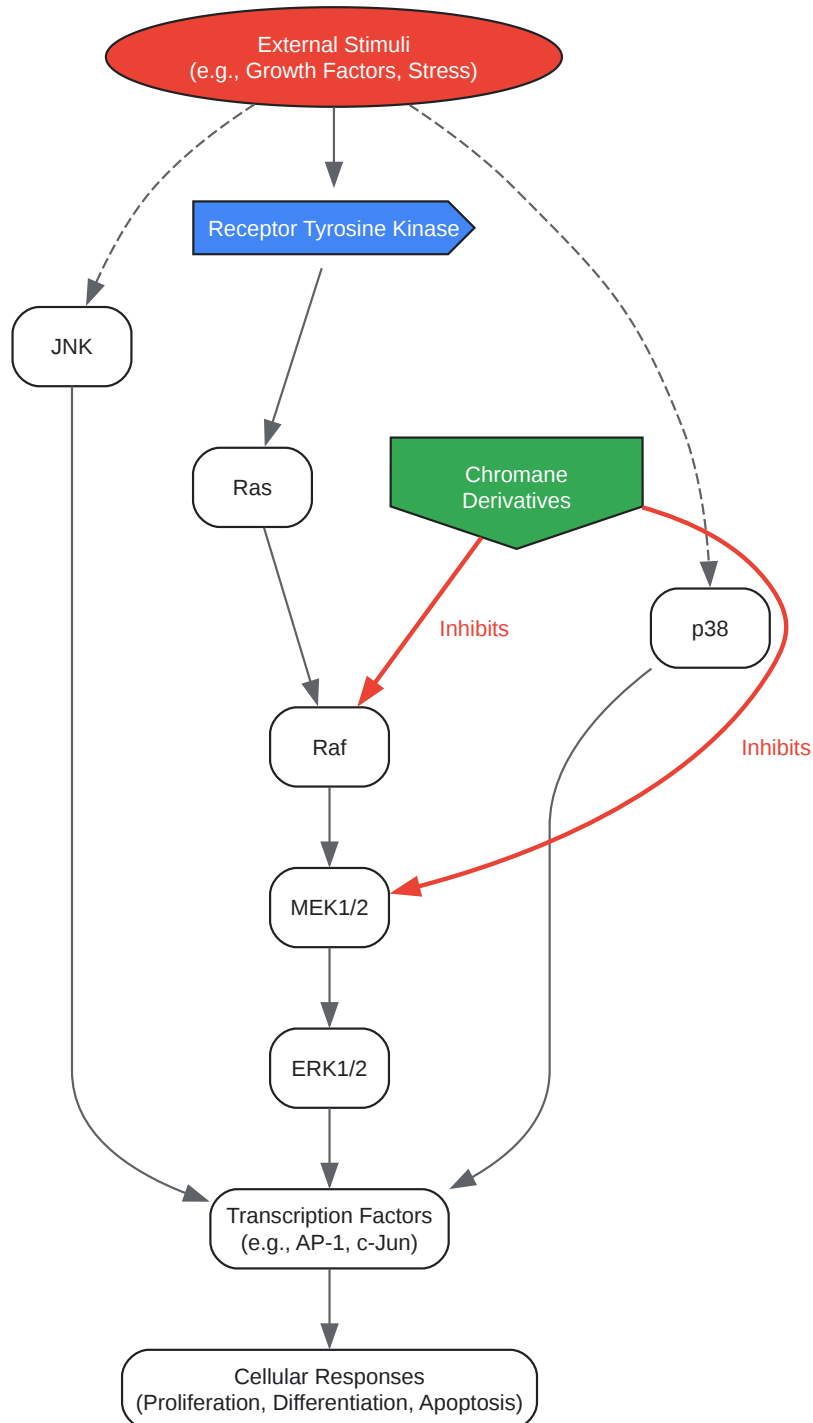 External Stimuli
(e.g., Growth Factors, Stress)
Receptor Tyrosine Kinase
JNK
Ras
Chromane
Derivatives
Inhibits
p38
Raf
Inhibits
MEK1/2
ERK1/2
Transcription Factors
(e.g., AP-1, c-Jun)
Cellular Responses
(Proliferation, Differentiation, Apoptosis)